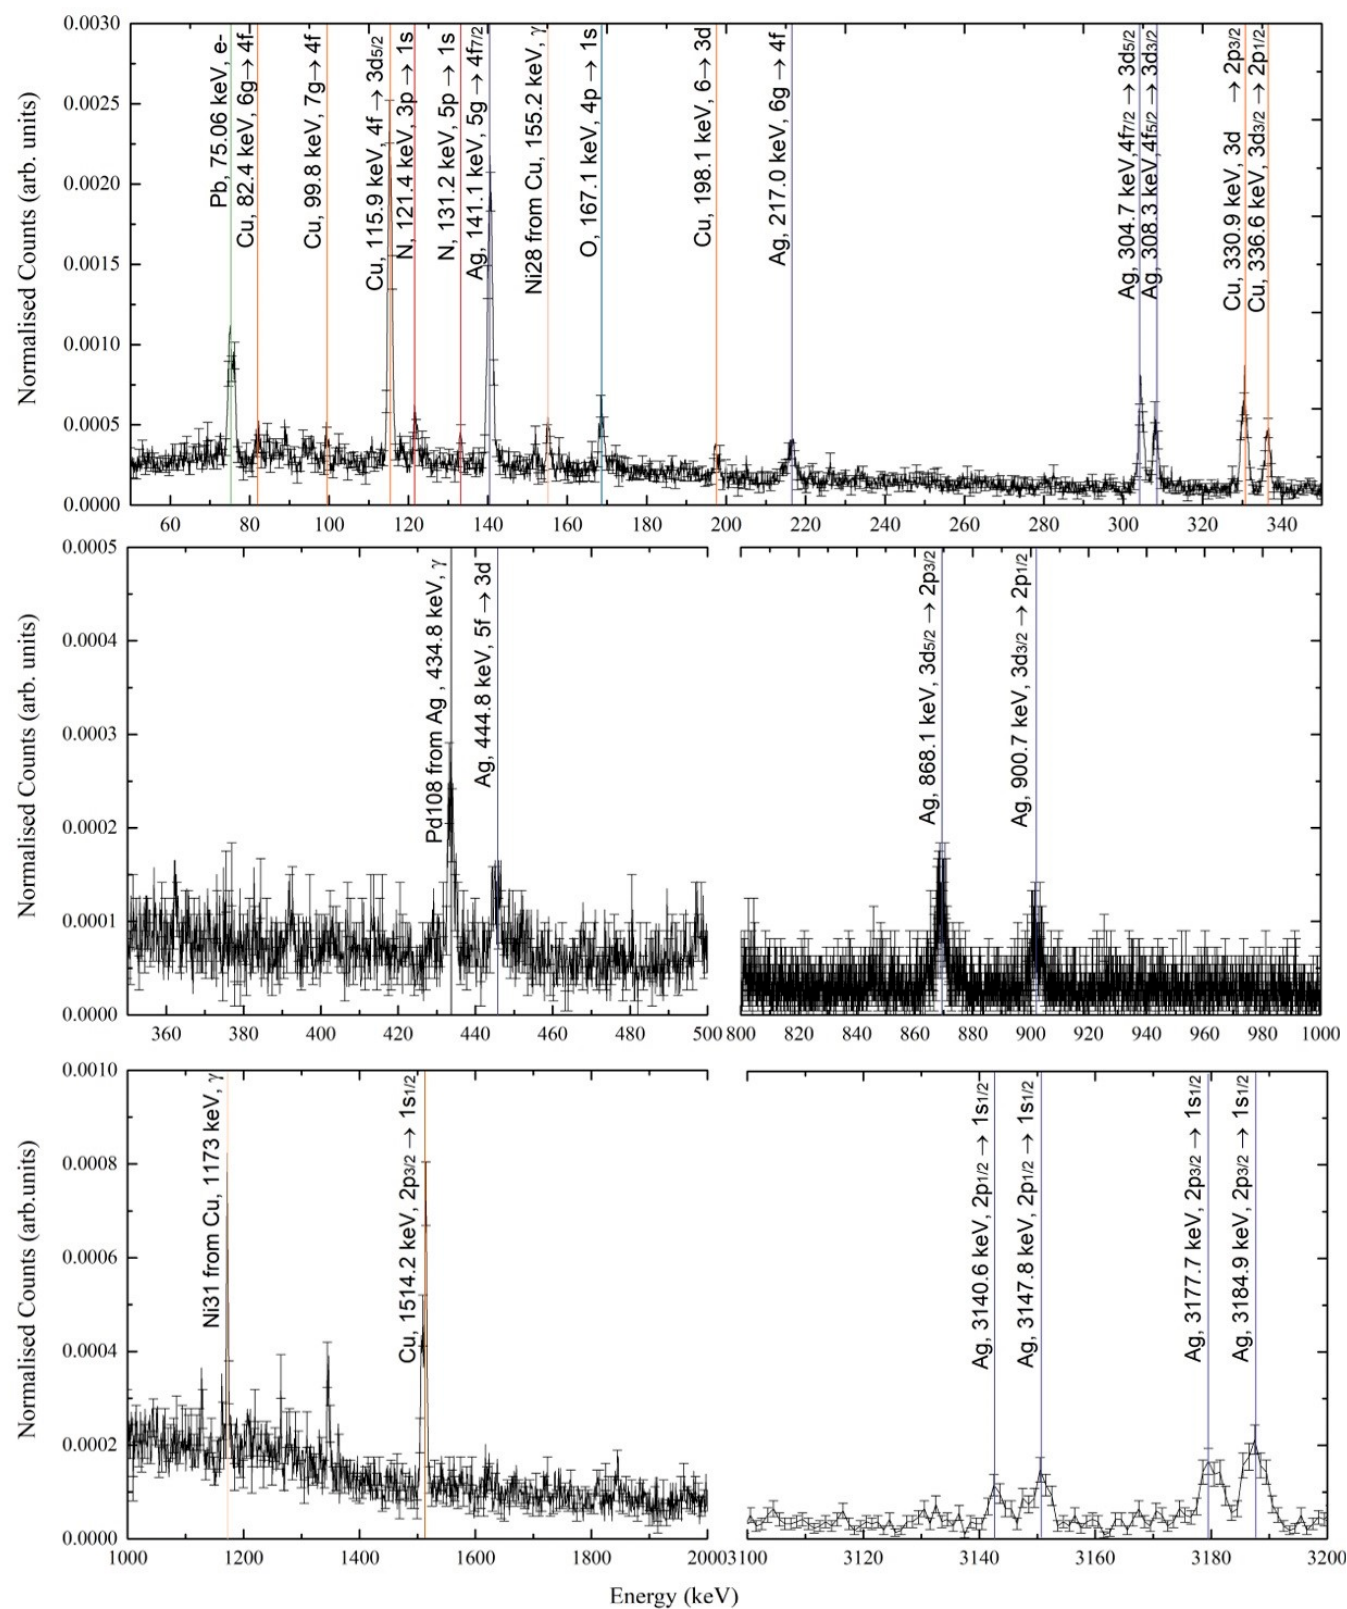 Normalised Counts (arb. units)
0.0030
0.0025
0.0020
0.0015
0.0010
0.0005
0.0000
Pb, 75.06 keV, e-
Cu, 82.4 keV, 6g→ 4f
Cu, 99.8 keV, 7g→ 4f
Cu, 115.9 keV, 4f → 3d5/2
N, 121.4 keV, 3p → 1s
N, 131.2 keV, 5p → 1s
Ag, 141.1 keV, 5g → 4f7/2
Ni28 from Cu, 155.2 keV, γ
O, 167.1 keV, 4p → 1s
Cu, 198.1 keV, 6→ 3d
Ag, 217.0 keV, 6g → 4f
Ag, 304.7 keV,4f7/2 → 3d5/2
Ag, 308.3 keV,4f5/2 → 3d3/2
Cu, 330.9 keV, 3d → 2p3/2
Cu, 336.6 keV, 3d3/2 → 2p1/2
60 80 100 120 140 160 180 200 220 240 260 280 300 320 340
Normalised Counts (arb. units)
0.0005
0.0004
0.0003
0.0002
0.0001
0.0000
Pd108 from Ag , 434.8 keV, γ
Ag, 444.8 keV, 5f → 3d
Ag, 868.1 keV, 3d5/2 → 2p3/2
Ag, 900.7 keV, 3d3/2 → 2p1/2
360 380 400 420 440 460 480 500 800 820 840 860 880 900 920 940 960 980 1000
Normalised Counts (arb.units)
0.0010
0.0008
0.0006
0.0004
0.0002
0.0000
Ni31 from Cu, 1173 keV, γ
Cu, 1514.2 keV, 2p3/2 → 1s1/2
Ag, 3140.6 keV, 2p1/2 → 1s1/2
Ag, 3147.8 keV, 2p1/2 → 1s1/2
Ag, 3177.7 keV, 2p3/2 → 1s1/2
Ag, 3184.9 keV, 2p3/2 → 1s1/2
1000 1200 1400 1600 1800 2000 3100 3120 3140 3160 3180 3200
Energy (keV)